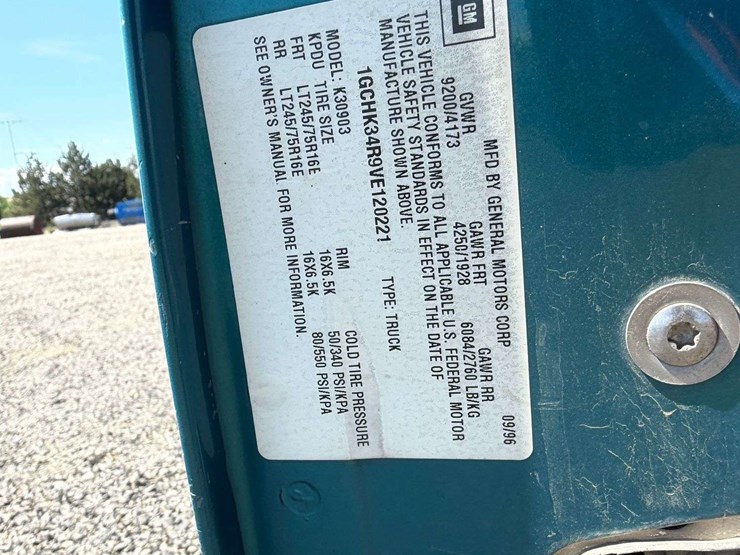 GM
MFD BY GENERAL MOTORS CORP 09/96
GVWR GAWR FRT GAWR RR
9200/4173 4250/1928 6084/2760 LB/KG
THIS VEHICLE CONFORMS TO ALL APPLICABLE U.S. FEDERAL MOTOR
VEHICLE SAFETY STANDARDS IN EFFECT ON THE DATE OF
MANUFACTURE SHOWN ABOVE.
1GCHK34R9VE120221 TYPE: TRUCK
MODEL: K30903
KPDU TIRE SIZE RIM COLD TIRE PRESSURE
FRT LT245/75R16E 16X6.5K 50/340 PSI/KPA
RR LT245/75R16E 16X6.5K 80/550 PSI/KPA
SEE OWNER'S MANUAL FOR MORE INFORMATION.